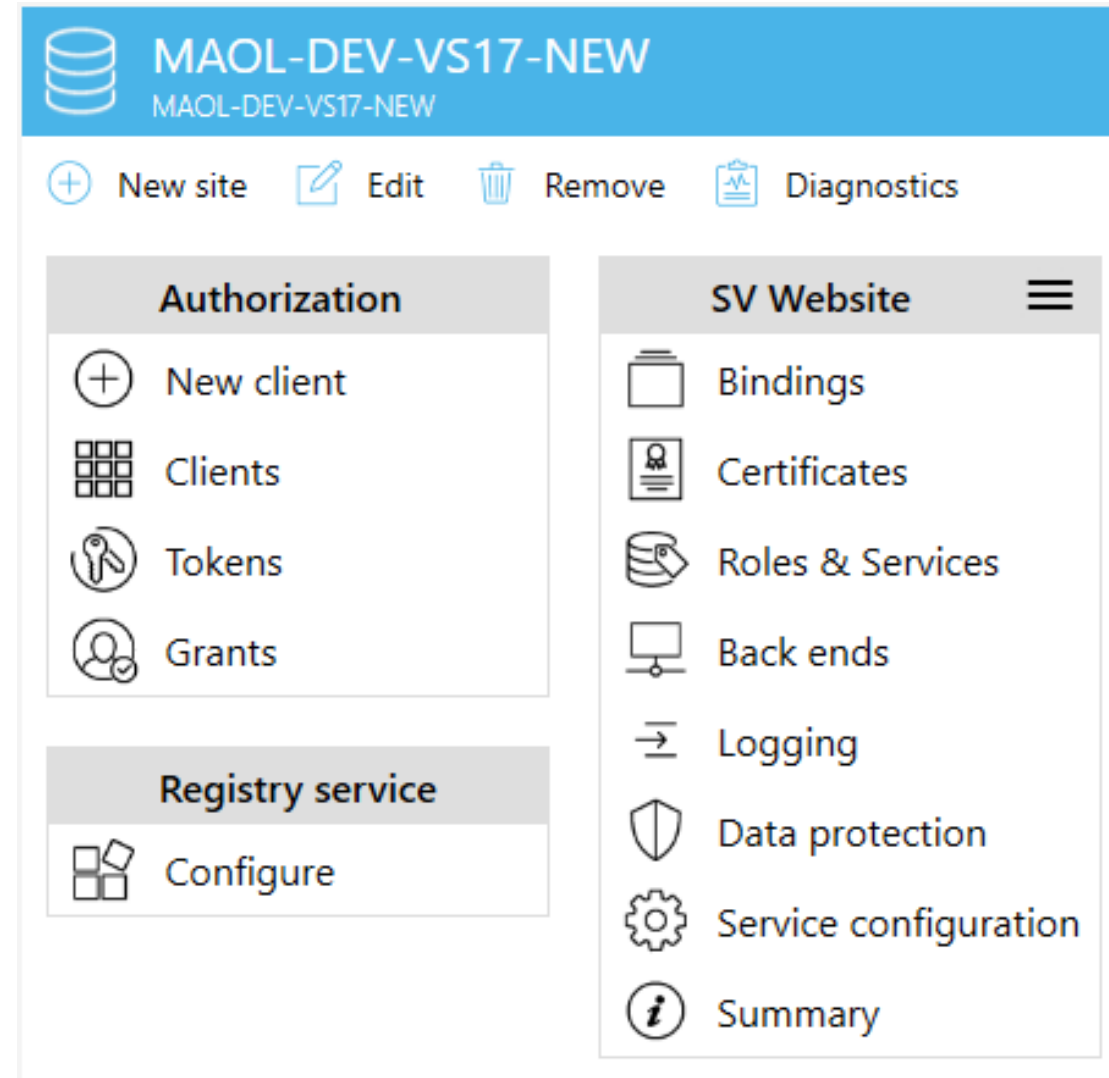 MAOL-DEV-VS17-NEW
MAOL-DEV-VS17-NEW
New site Edit Remove Diagnostics
Authorization
New client
Clients
Tokens
Grants
Registry service
Configure
SV Website
Bindings
Certificates
Roles & Services
Back ends
Logging
Data protection
Service configuration
Summary